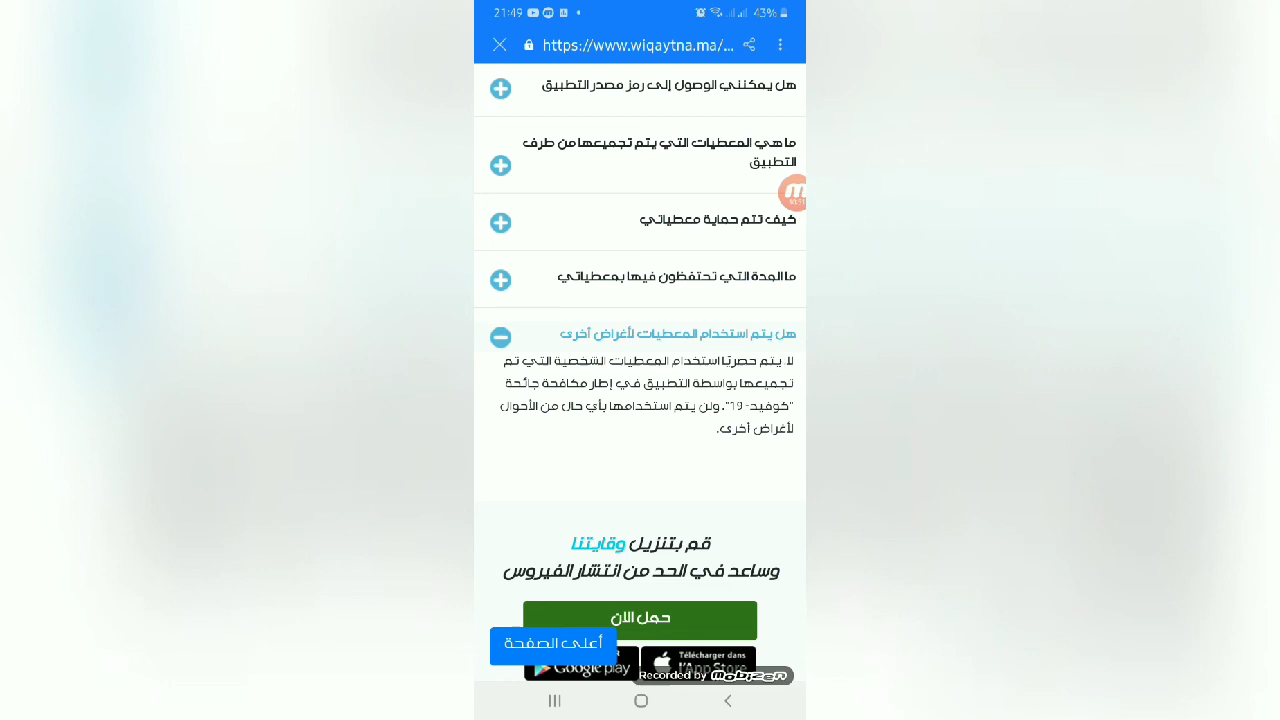 21:49
43%
https://www.wiqaytna.ma/...
هل يمكنني الوصول إلى رمز مصدر التطبيق
ما هي المعطيات التي يتم تجميعها من طرف
التطبيق
00:51
كيف تتم حماية معطياتي
ما المدة التي تحتفظون فيها بمعطياتي
هل يتم استخدام المعطيات لأغراض أخرى
لا يتم حصريًا استخدام المعطيات الشخصية التي تم
تجميعها بواسطة التطبيق في إطار مكافحة جائحة
"كوفيد- 19"، ولن يتم استخدامها بأي حال من الأحوال
لأغراض أخرى.
قم بتنزيل وقايتنا
وساعد في الحد من انتشار الفيروس
حمل الآن
أعلى الصفحة
Google play
Télécharger dans
l'App Store
Recorded by mobizen